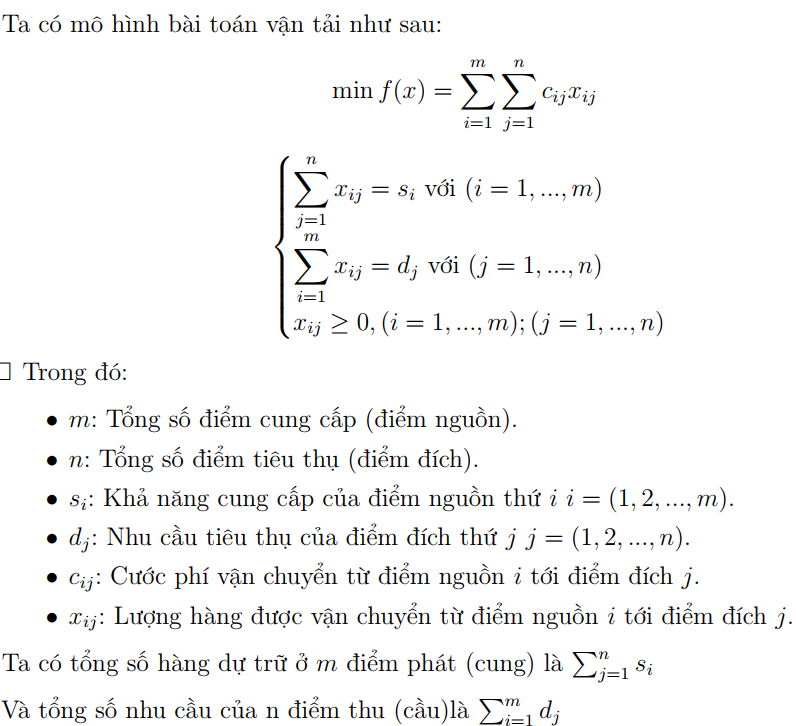 Ta có mô hình bài toán vận tải như sau:
$$\min f(x) = \sum_{i=1}^{m} \sum_{j=1}^{n} c_{ij} x_{ij}$$
$$\begin{cases} \sum_{j=1}^{n} x_{ij} = s_i \text{ với } (i = 1, ..., m) \\ \sum_{i=1}^{m} x_{ij} = d_j \text{ với } (j = 1, ..., n) \\ x_{ij} \geq 0, (i = 1, ..., m); (j = 1, ..., n) \end{cases}$$
□ Trong đó:
• $m$: Tổng số điểm cung cấp (điểm nguồn).
• $n$: Tổng số điểm tiêu thụ (điểm đích).
• $s_i$: Khả năng cung cấp của điểm nguồn thứ $i$ $i = (1, 2, ..., m)$.
• $d_j$: Nhu cầu tiêu thụ của điểm đích thứ $j$ $j = (1, 2, ..., n)$.
• $c_{ij}$: Cước phí vận chuyển từ điểm nguồn $i$ tới điểm đích $j$.
• $x_{ij}$: Lượng hàng được vận chuyển từ điểm nguồn $i$ tới điểm đích $j$.
Ta có tổng số hàng dự trữ ở $m$ điểm phát (cung) là $\sum_{j=1}^{n} s_i$
Và tổng số nhu cầu của n điểm thu (cầu)là $\sum_{i=1}^{m} d_j$